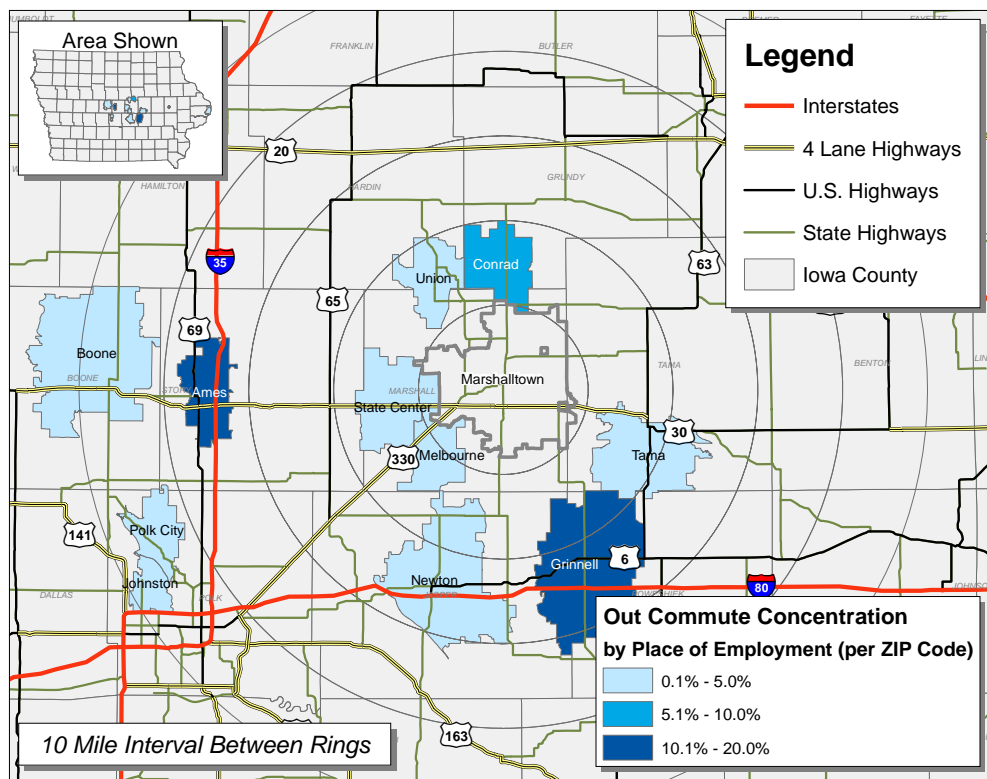 Area Shown
HUMBOLDT
FRANKLIN
BUTLER
FAYETTE
Legend
Interstates
4 Lane Highways
U.S. Highways
State Highways
Iowa County
20
HAMILTON
HARDIN
GRUNDY
35
Union
Conrad
63
65
69
Boone
BOONE
STORY
Ames
MARSHALL
Marshalltown
TAMA
BENTON
State Center
330
Melbourne
30
Tama
141
Polk City
Johnston
DALLAS
POLK
Newton
JASPER
6
Grinnell
POWESHIEK
80
JOHNSON
Out Commute Concentration
by Place of Employment (per ZIP Code)
0.1% - 5.0%
5.1% - 10.0%
10.1% - 20.0%
10 Mile Interval Between Rings
163